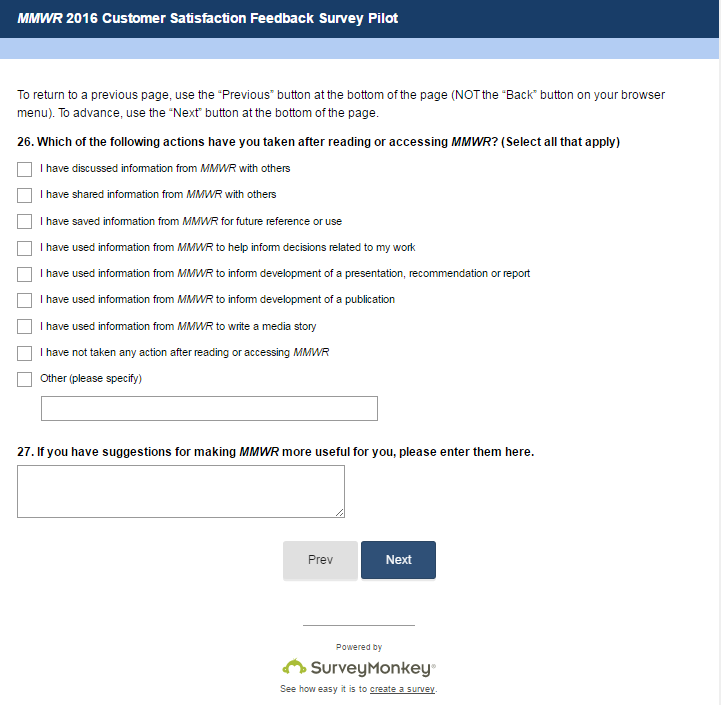 MMWR 2016 Customer Satisfaction Feedback Survey Pilot
To return to a previous page, use the “Previous” button at the bottom of the page (NOT the “Back” button on your browser
menu). To advance, use the “Next” button at the bottom of the page.
26. Which of the following actions have you taken after reading or accessing MMWR? (Select all that apply)
I have discussed information from MMWR with others
I have shared information from MMWR with others
I have saved information from MMWR for future reference or use
I have used information from MMWR to help inform decisions related to my work
I have used information from MMWR to inform development of a presentation, recommendation or report
I have used information from MMWR to inform development of a publication
I have used information from MMWR to write a media story
I have not taken any action after reading or accessing MMWR
Other (please specify)
27. If you have suggestions for making MMWR more useful for you, please enter them here.
Prev Next
Powered by
SurveyMonkey®
See how easy it is to create a survey.